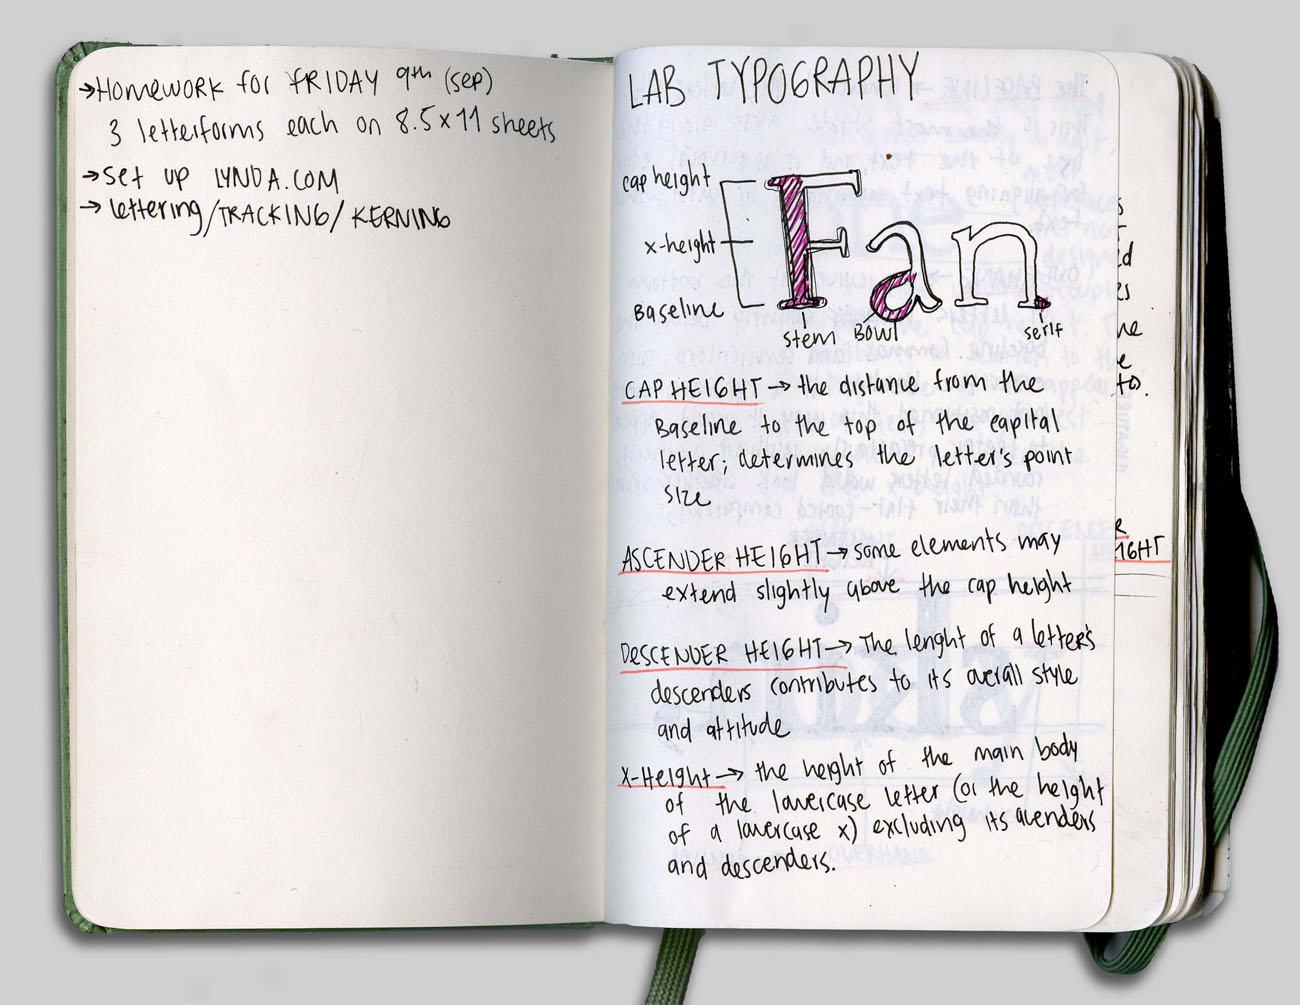 →Homework for FRIDAY 9th (sep)
3 letterforms each on 8.5x11 sheets
→Set up LYNDA.COM
→ lettering/TRACKING/KERNING
LAB TYPOGRAPHY
cap height
x-height
Baseline
Fan
stem
Bowl
serif
CAP HEIGHT → the distance from the
Baseline to the top of the capital
letter; determines the letter's point
size
ASCENDER HEIGHT → some elements may
extend slightly above the cap height
DESCENDER HEIGHT → The lenght of a letter's
descenders contributes to its overall style
and attitude
X-Height → the height of the main body
of the lowercase letter (or the height
of a lowercase x) excluding its
and descenders.